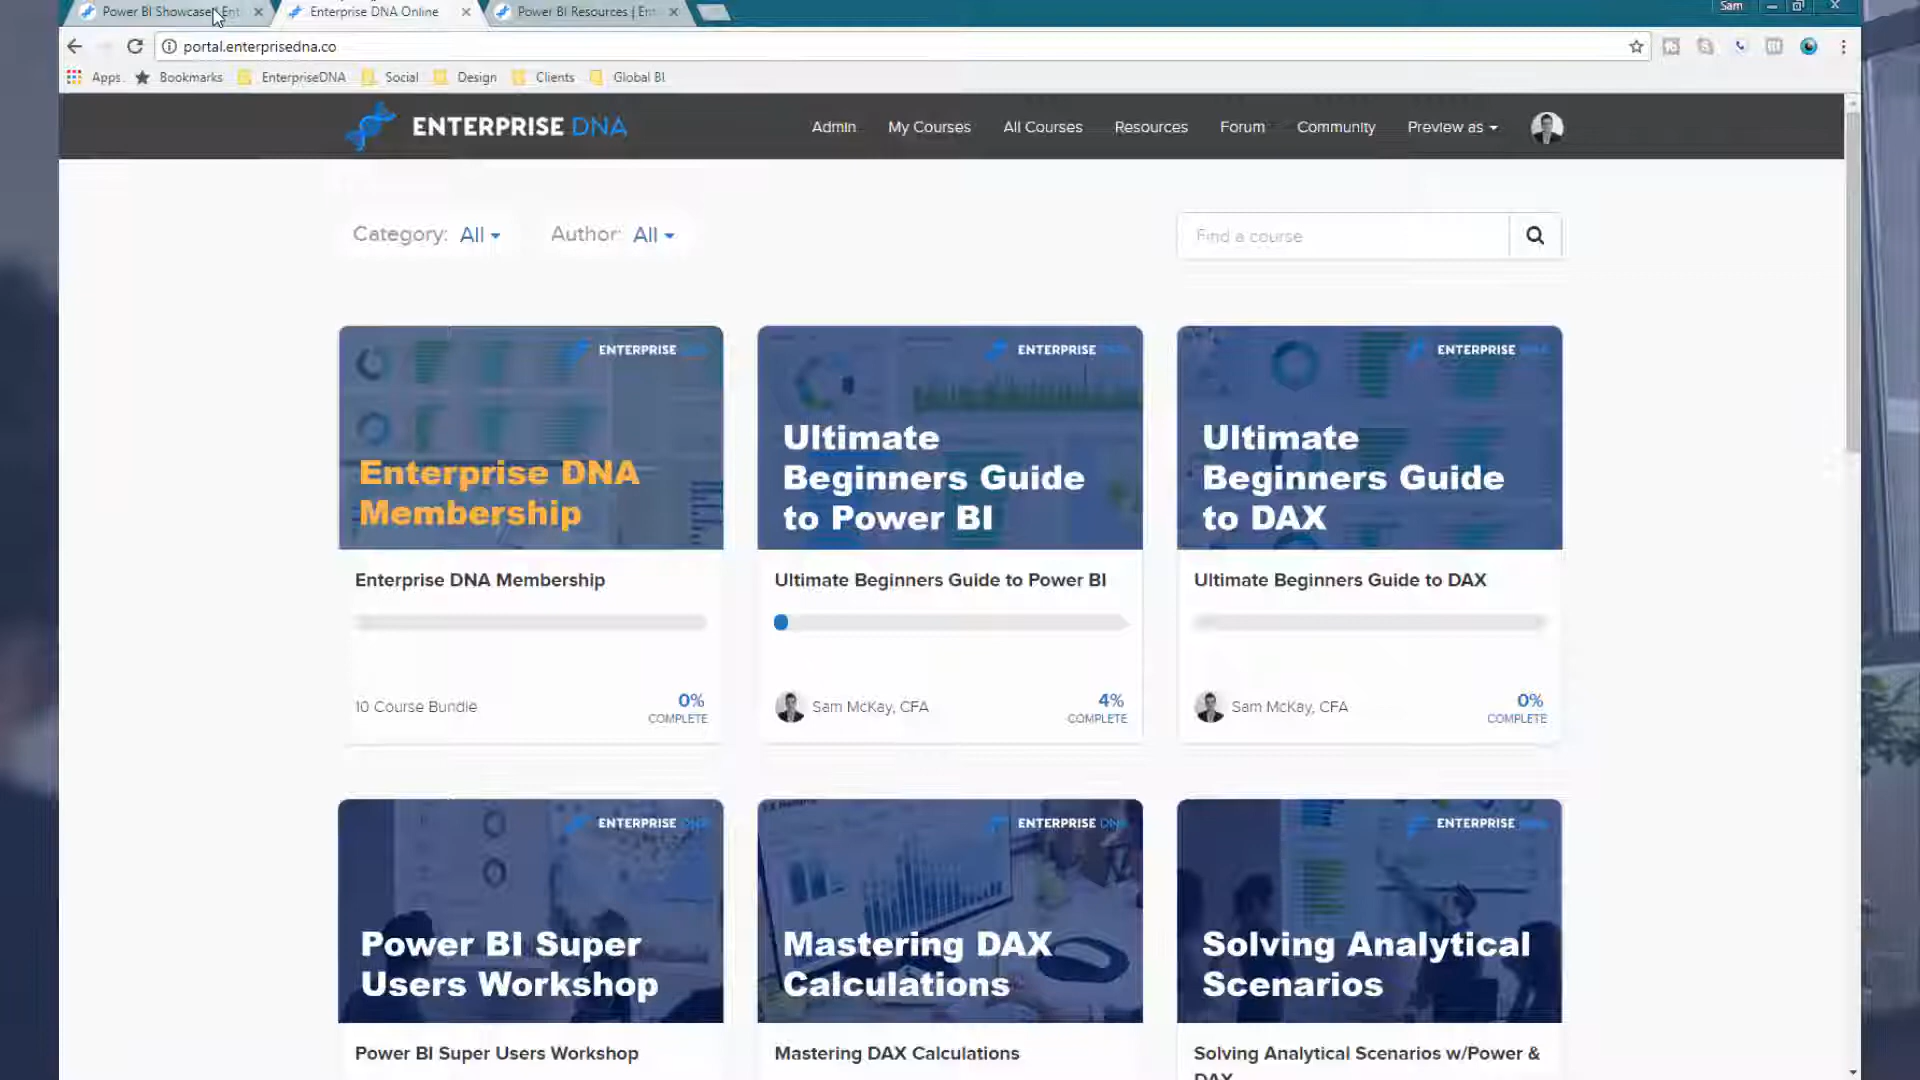 Power BI Showcase | Ent
Enterprise DNA Online
Power BI Resources | Ent
Sam
portal.enterprisedna.co
Apps
Bookmarks
EnterpriseDNA
Social
Design
Clients
Global BI
ENTERPRISE DNA
Admin
My Courses
All Courses
Resources
Forum
Community
Preview as
Category: All
Author: All
Find a course
ENTERPRISE DNA
Enterprise DNA
Membership
Enterprise DNA Membership
10 Course Bundle
0%
COMPLETE
ENTERPRISE DNA
Ultimate
Beginners Guide
to Power BI
Ultimate Beginners Guide to Power BI
Sam McKay, CFA
4%
COMPLETE
ENTERPRISE DNA
Ultimate
Beginners Guide
to DAX
Ultimate Beginners Guide to DAX
Sam McKay, CFA
0%
COMPLETE
ENTERPRISE DNA
Power BI Super
Users Workshop
Power BI Super Users Workshop
ENTERPRISE DNA
Mastering DAX
Calculations
Mastering DAX Calculations
ENTERPRISE DNA
Solving Analytical
Scenarios
Solving Analytical Scenarios w/Power &
DAX